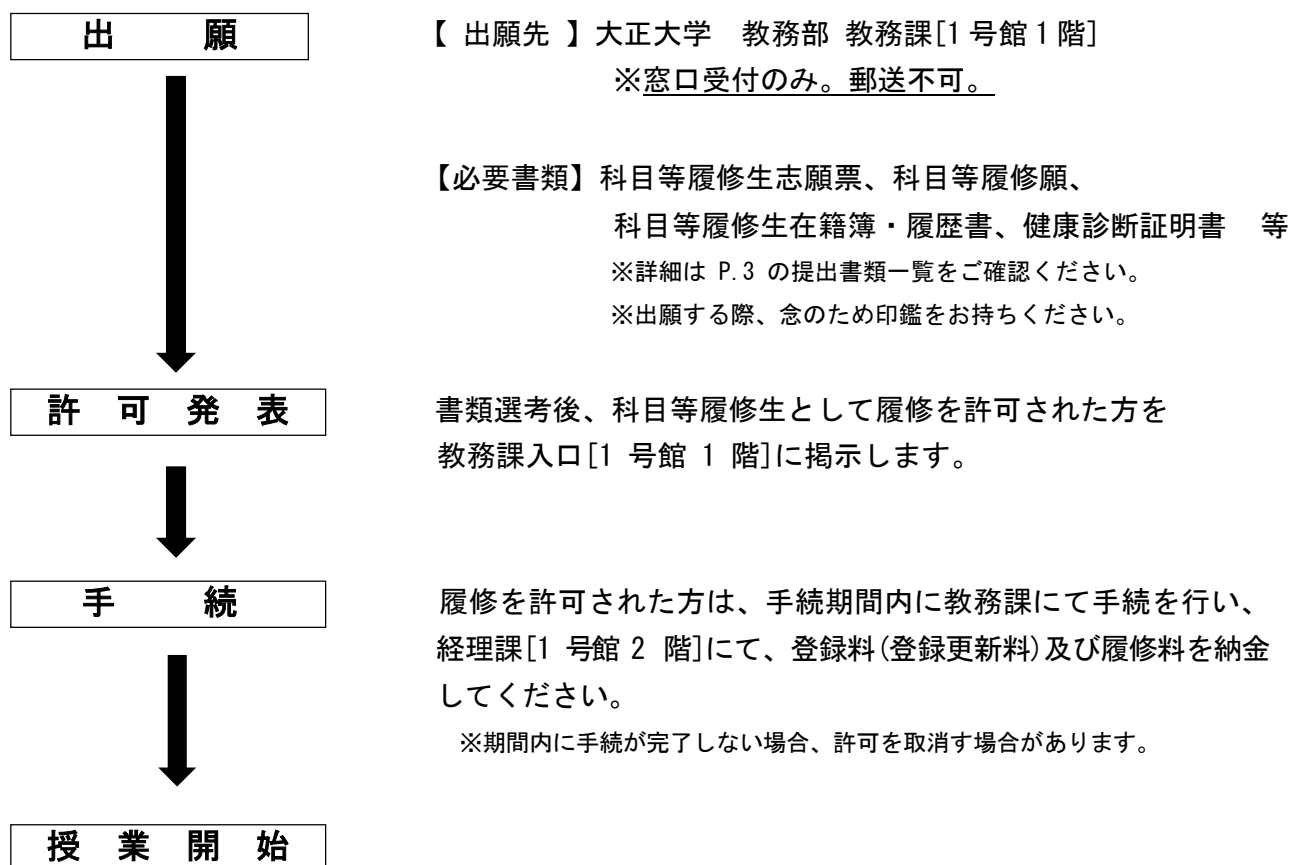 出　願
【 出願先 】大正大学　教務部 教務課[1号館1階]
※窓口受付のみ。郵送不可。
【必要書類】科目等履修生志願票、科目等履修願、
科目等履修生在籍簿・履歴書、健康診断証明書　等
※詳細は P.3 の提出書類一覧をご確認ください。
※出願する際、念のため印鑑をお持ちください。
許 可 発 表
書類選考後、科目等履修生として履修を許可された方を
教務課入口[1 号館 1 階]に掲示します。
手　続
履修を許可された方は、手続期間内に教務課にて手続を行い、
経理課[1 号館 2 階]にて、登録料(登録更新料)及び履修料を納金
してください。
※期間内に手続が完了しない場合、許可を取消す場合があります。
授 業 開 始